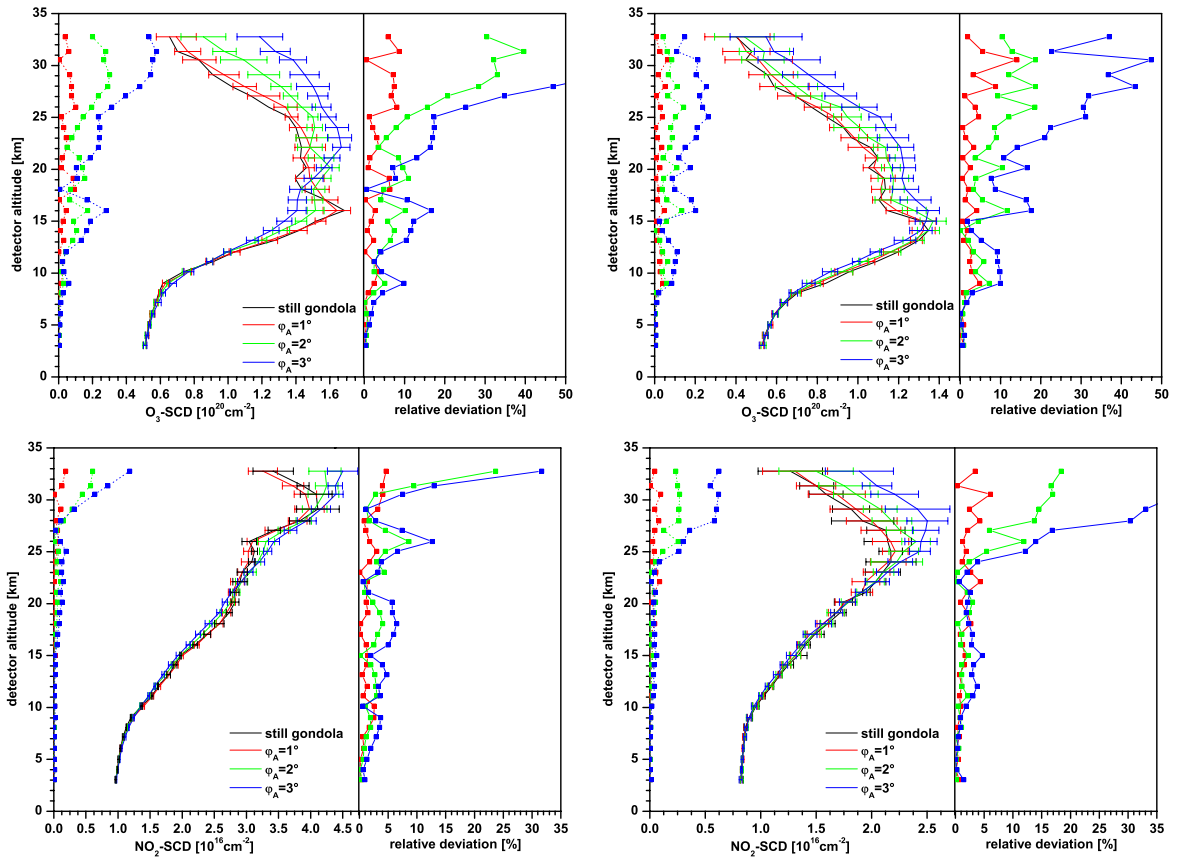 35
30
25
20
15
10
5
0
detector altitude [km]
still gondola
φA=1°
φA=2°
φA=3°
0.0 0.2 0.4 0.6 0.8 1.0 1.2 1.4 1.6 0 10 20 30 40 50
O3-SCD [10^20cm^-2] relative deviation [%]
35
30
25
20
15
10
5
0
detector altitude [km]
still gondola
φA=1°
φA=2°
φA=3°
0.0 0.2 0.4 0.6 0.8 1.0 1.2 1.4 0 10 20 30 40 50
O3-SCD [10^20cm^-2] relative deviation [%]
35
30
25
20
15
10
5
0
detector altitude [km]
still gondola
φA=1°
φA=2°
φA=3°
0.0 0.5 1.0 1.5 2.0 2.5 3.0 3.5 4.0 4.5 0 5 10 15 20 25 30 35
NO2-SCD [10^16cm^-2] relative deviation [%]
35
30
25
20
15
10
5
0
detector altitude [km]
still gondola
φA=1°
φA=2°
φA=3°
0.0 0.5 1.0 1.5 2.0 2.5 0 5 10 15 20 25 30 35
NO2-SCD [10^16cm^-2] relative deviation [%]